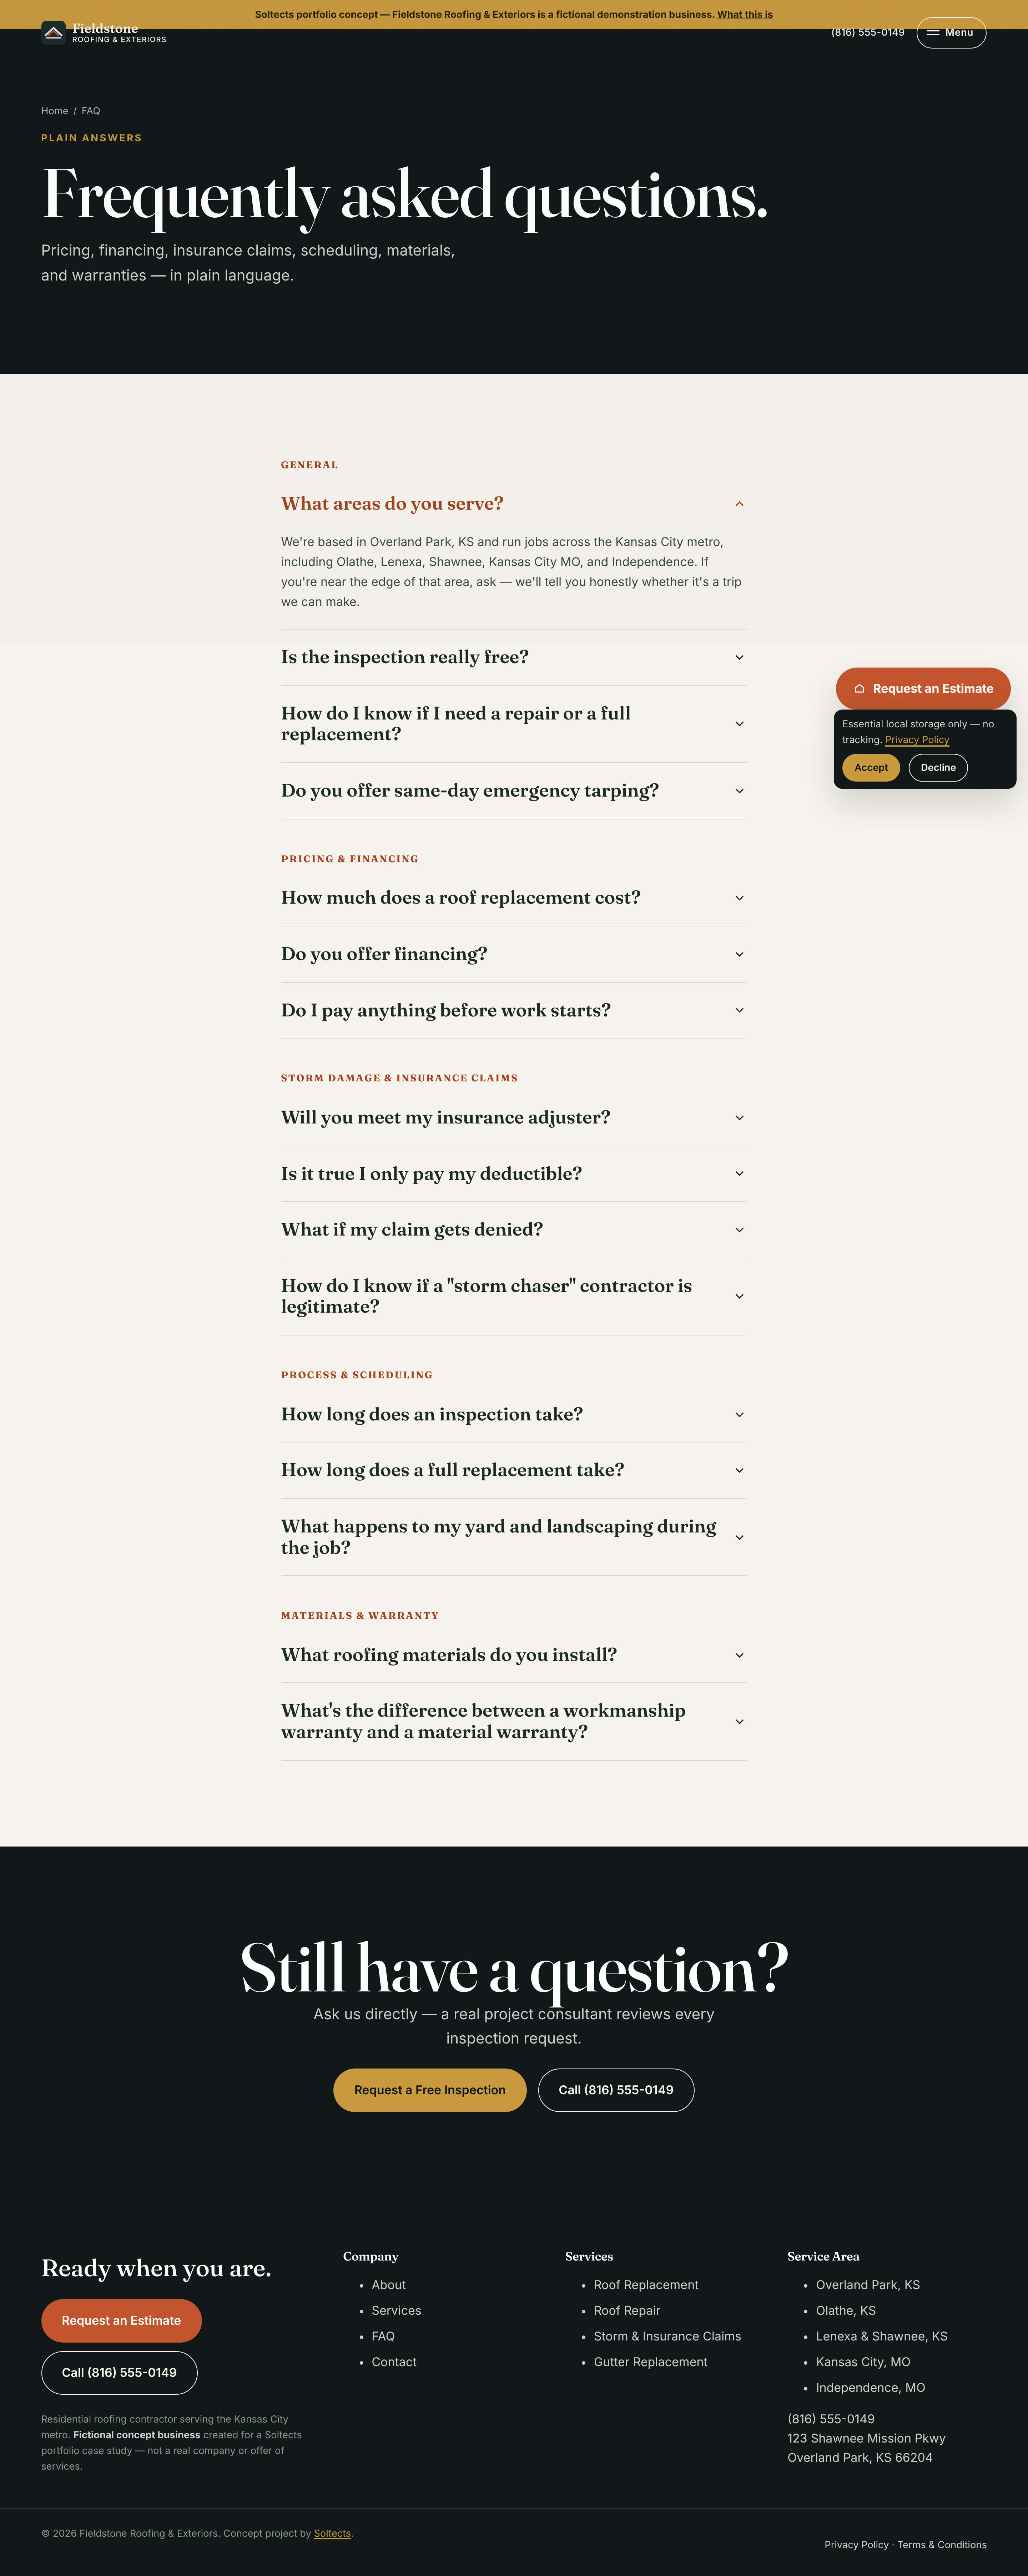 Soltects portfolio concept — Fieldstone Roofing & Exteriors is a fictional demonstration business. What this is
Fieldstone
ROOFING & EXTERIORS
(816) 555-0149
Menu
Home / FAQ
PLAIN ANSWERS
Frequently asked questions.
Pricing, financing, insurance claims, scheduling, materials,
and warranties — in plain language.
GENERAL
What areas do you serve?
We're based in Overland Park, KS and run jobs across the Kansas City metro,
including Olathe, Lenexa, Shawnee, Kansas City MO, and Independence. If
you're near the edge of that area, ask — we'll tell you honestly whether it's a trip
we can make.
Is the inspection really free?
How do I know if I need a repair or a full
replacement?
Do you offer same-day emergency tarping?
Request an Estimate
Essential local storage only — no
tracking. Privacy Policy
Accept
Decline
PRICING & FINANCING
How much does a roof replacement cost?
Do you offer financing?
Do I pay anything before work starts?
STORM DAMAGE & INSURANCE CLAIMS
Will you meet my insurance adjuster?
Is it true I only pay my deductible?
What if my claim gets denied?
How do I know if a "storm chaser" contractor is
legitimate?
PROCESS & SCHEDULING
How long does an inspection take?
How long does a full replacement take?
What happens to my yard and landscaping during
the job?
MATERIALS & WARRANTY
What roofing materials do you install?
What's the difference between a workmanship
warranty and a material warranty?
Still have a question?
Ask us directly — a real project consultant reviews every
inspection request.
Request a Free Inspection
Call (816) 555-0149
Ready when you are.
Request an Estimate
Call (816) 555-0149
Residential roofing contractor serving the Kansas City
metro. Fictional concept business created for a Soltects
portfolio case study — not a real company or offer of
services.
Company
• About
• Services
• FAQ
• Contact
Services
• Roof Replacement
• Roof Repair
• Storm & Insurance Claims
• Gutter Replacement
Service Area
• Overland Park, KS
• Olathe, KS
• Lenexa & Shawnee, KS
• Kansas City, MO
• Independence, MO
(816) 555-0149
123 Shawnee Mission Pkwy
Overland Park, KS 66204
© 2026 Fieldstone Roofing & Exteriors. Concept project by Soltects.
Privacy Policy · Terms & Conditions